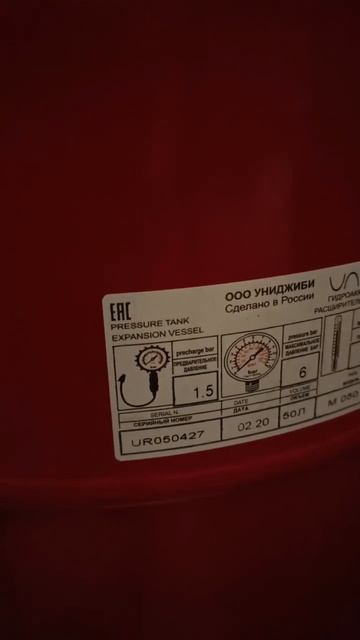 EAC
ООО УНИДЖИБИ
Сделано в России
PRESSURE TANK
EXPANSION VESSEL
precharge bar
ПРЕДВАРИТЕЛЬНОЕ
ДАВЛЕНИЕ
1.5
pressure bar
МАКСИМАЛЬНОЕ
ДАВЛЕНИЕ БАР
6
SERIAL N.
СЕРИЙНЫЙ НОМЕР
UR050427
DATE
ДАТА
02.20
VOLUME
ОБЪЕМ
50Л
M 050